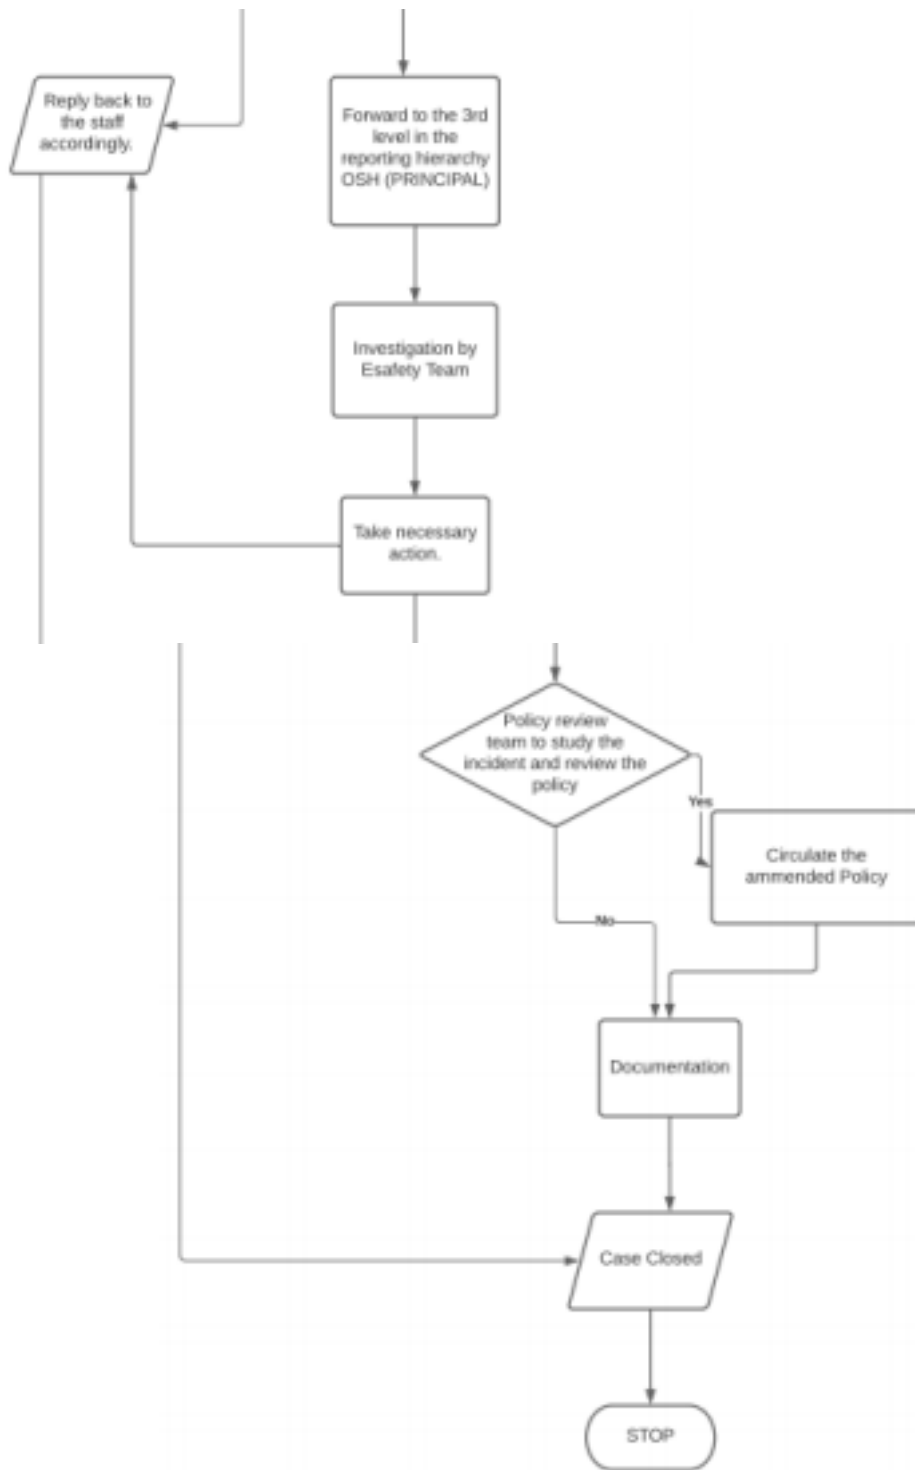 Reply back to
the staff
accordingly.
Forward to the 3rd
level in the
reporting hierarchy
OSH (PRINCIPAL)
Investigation by
Esafety Team
Take necessary
action.
Policy review
team to study the
incident and review the
policy
Yes
Circulate the
ammended Policy
No
Documentation
Case Closed
STOP